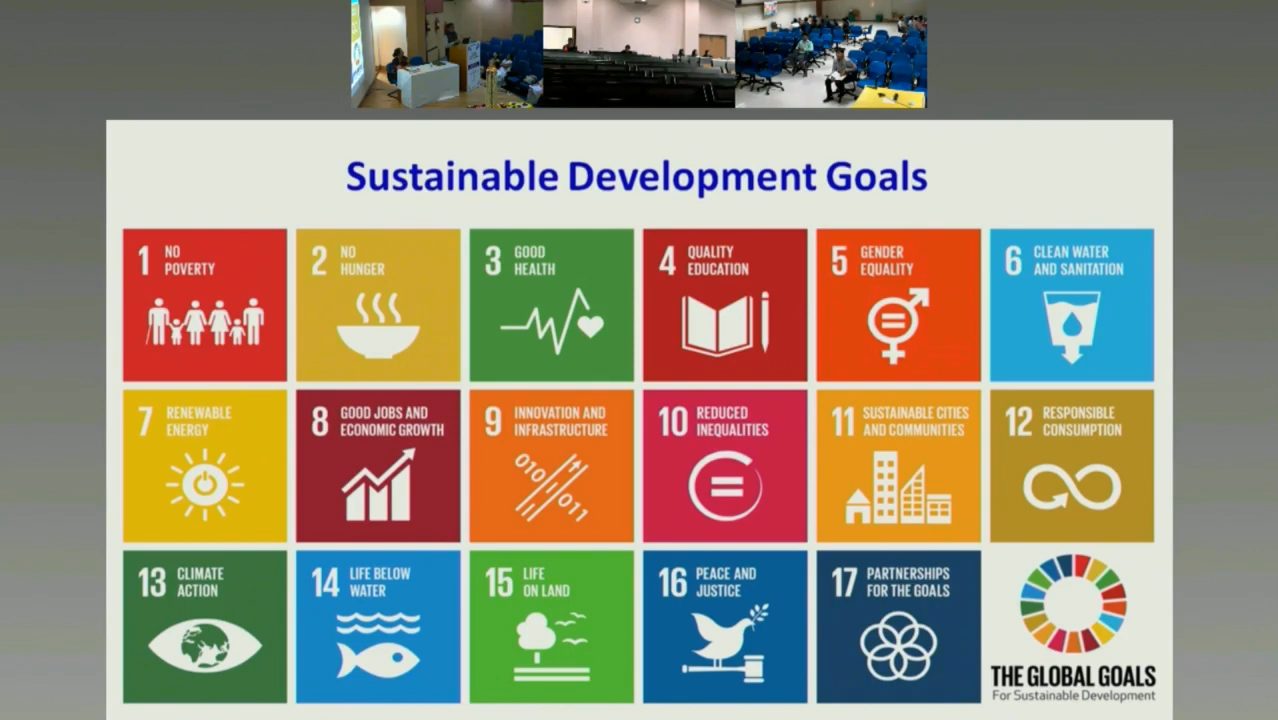 Sustainable Development Goals
1 NO
POVERTY
2 NO
HUNGER
3 GOOD
HEALTH
4 QUALITY
EDUCATION
5 GENDER
EQUALITY
6 CLEAN WATER
AND SANITATION
7 RENEWABLE
ENERGY
8 GOOD JOBS AND
ECONOMIC GROWTH
9 INNOVATION AND
INFRASTRUCTURE
010
011
10 REDUCED
INEQUALITIES
11 SUSTAINABLE CITIES
AND COMMUNITIES
12 RESPONSIBLE
CONSUMPTION
13 CLIMATE
ACTION
14 LIFE BELOW
WATER
15 LIFE
ON LAND
16 PEACE AND
JUSTICE
17 PARTNERSHIPS
FOR THE GOALS
THE GLOBAL GOALS
For Sustainable Development